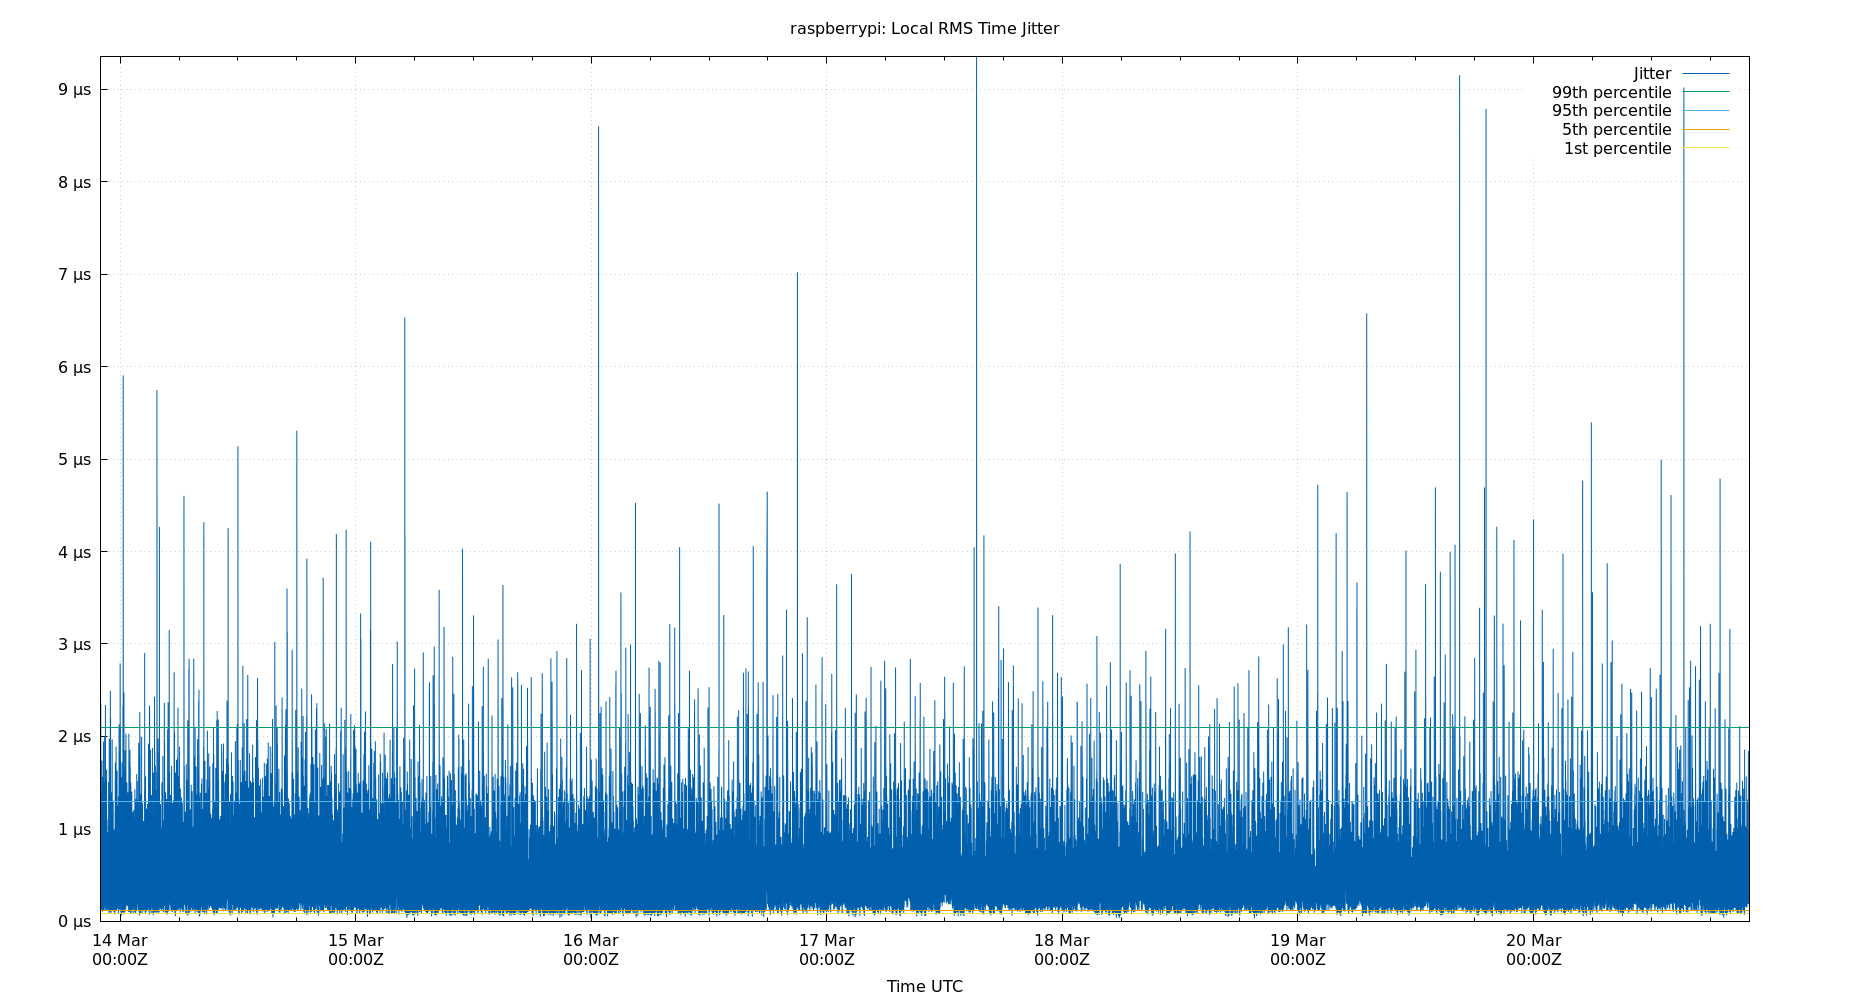 raspberrypi: Local RMS Time Jitter
Jitter
99th percentile
95th percentile
5th percentile
1st percentile
9 µs
8 µs
7 µs
6 µs
5 µs
4 µs
3 µs
2 µs
1 µs
0 µs
14 Mar 15 Mar 16 Mar 17 Mar 18 Mar 19 Mar 20 Mar
00:00Z 00:00Z 00:00Z 00:00Z 00:00Z 00:00Z 00:00Z
Time UTC